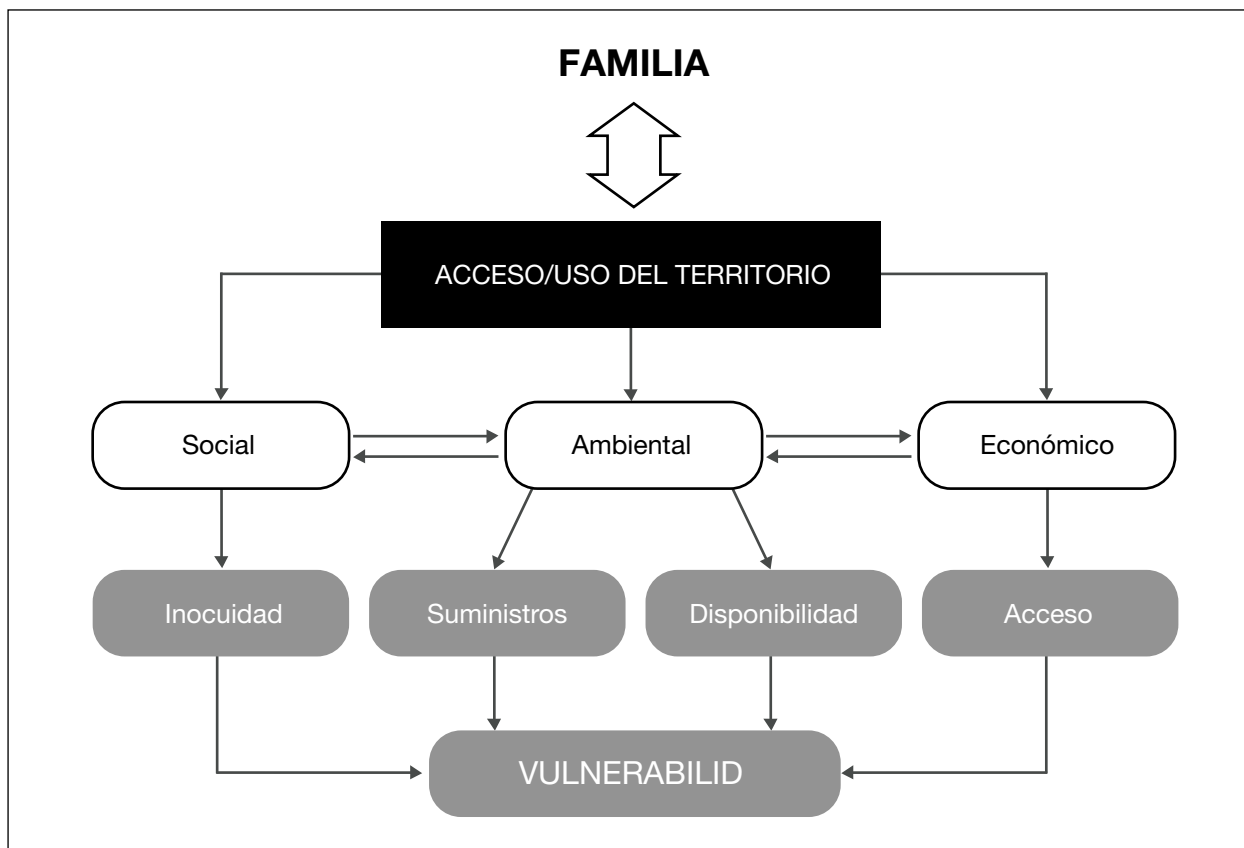 FAMILIA
ACCESO/USO DEL TERRITORIO
Social
Ambiental
Económico
Inocuidad
Suministros
Disponibilidad
Acceso
VULNERABILID